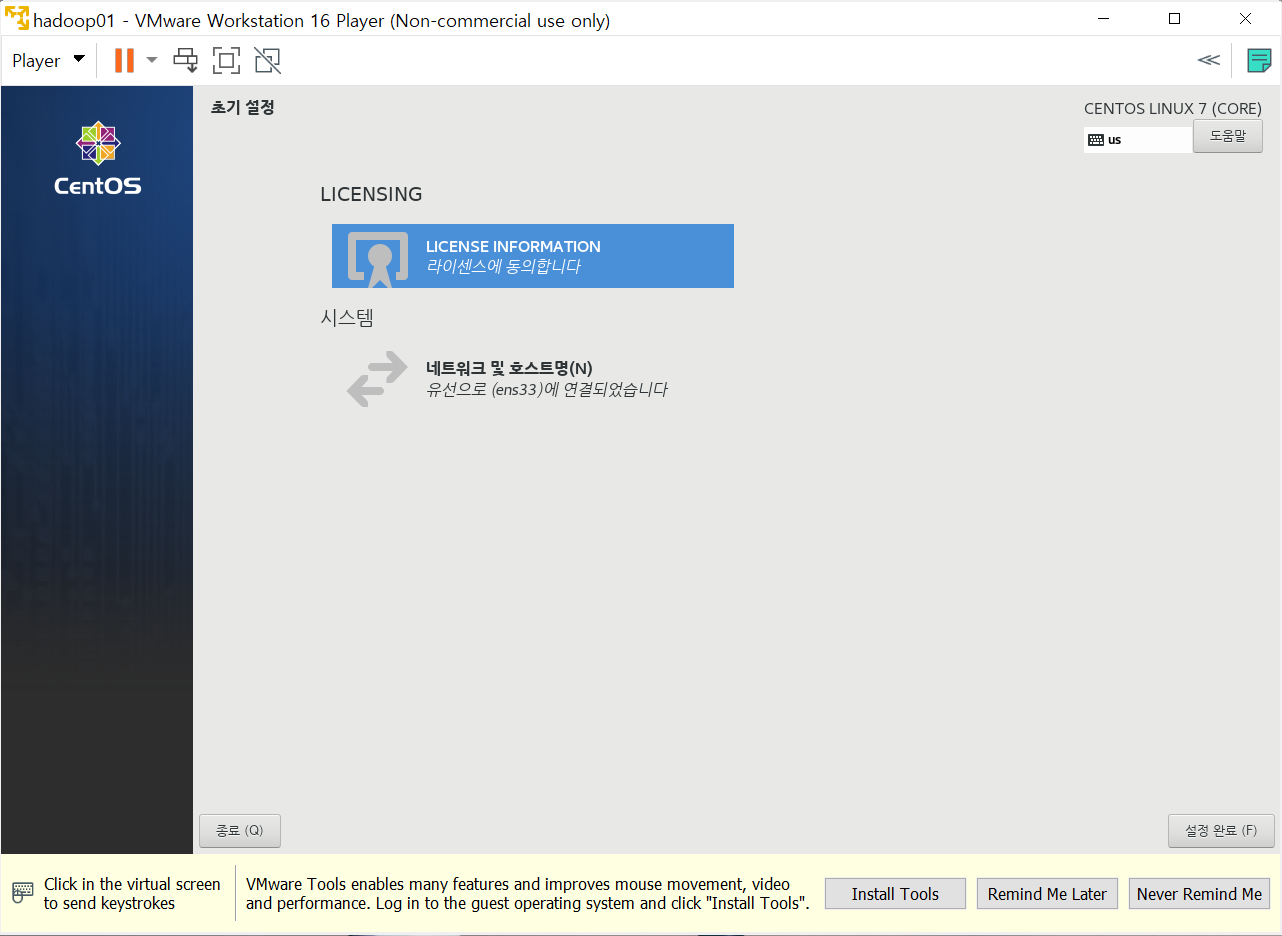 hadoop01 - VMware Workstation 16 Player (Non-commercial use only)
Player
CentOS
초기 설정
CENTOS LINUX 7 (CORE)
us
도움말
LICENSING
LICENSE INFORMATION
라이센스에 동의합니다
시스템
네트워크 및 호스트명(N)
유선으로 (ens33)에 연결되었습니다
종료 (Q)
설정 완료 (F)
Click in the virtual screen
to send keystrokes
VMware Tools enables many features and improves mouse movement, video
and performance. Log in to the guest operating system and click "Install Tools".
Install Tools
Remind Me Later
Never Remind Me